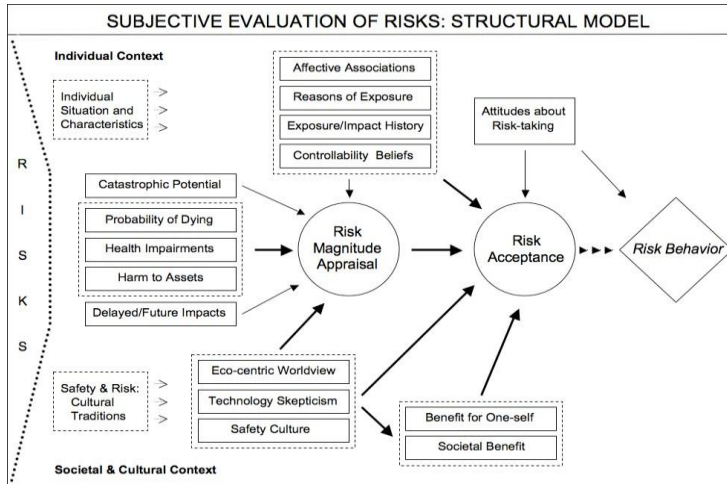 SUBJECTIVE EVALUATION OF RISKS: STRUCTURAL MODEL
Individual Context
Individual
Situation and
Characteristics
Affective Associations
Reasons of Exposure
Exposure/Impact History
Controllability Beliefs
Attitudes about
Risk-taking
R
I
S
K
S
Catastrophic Potential
Probability of Dying
Health Impairments
Harm to Assets
Delayed/Future Impacts
Risk
Magnitude
Appraisal
Risk
Acceptance
Risk Behavior
Safety & Risk:
Cultural
Traditions
Eco-centric Worldview
Technology Skepticism
Safety Culture
Benefit for One-self
Societal Benefit
Societal & Cultural Context